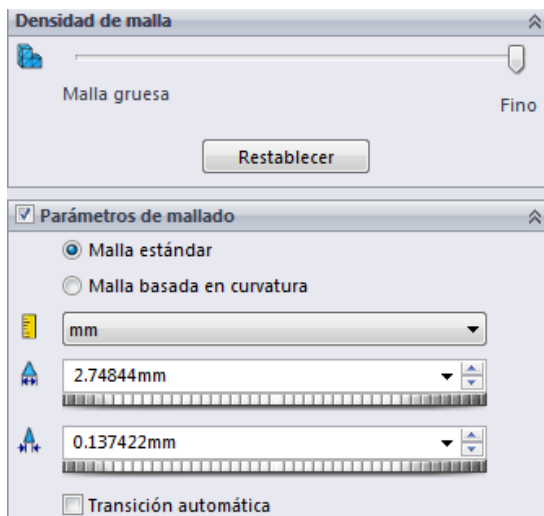 Densidad de malla
Malla gruesa
Fino
Restablecer
Parámetros de mallado
Malla estándar
Malla basada en curvatura
mm
2.74844mm
0.137422mm
Transición automática